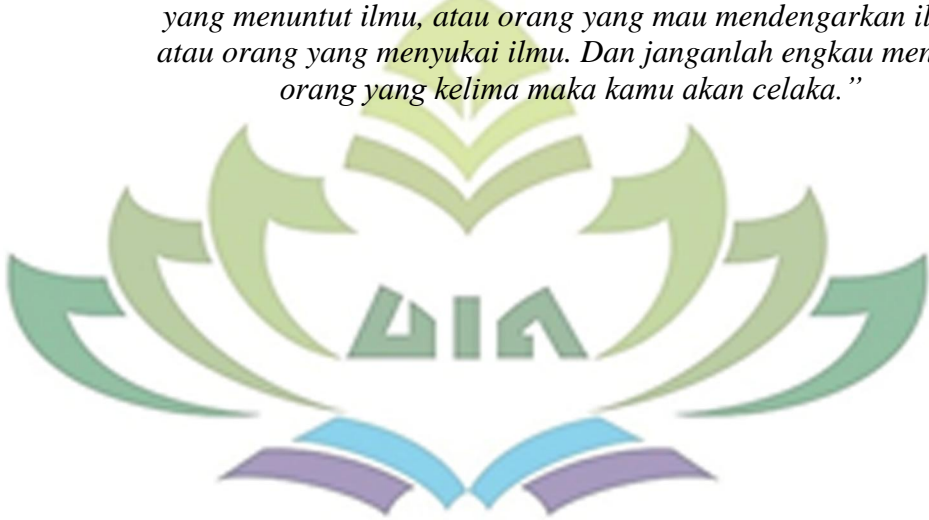 yang menuntut ilmu, atau orang yang mau mendengarkan
atau orang yang menyukai ilmu. Dan janganlah engkau
orang yang kelima maka kamu akan celaka.”
UIN